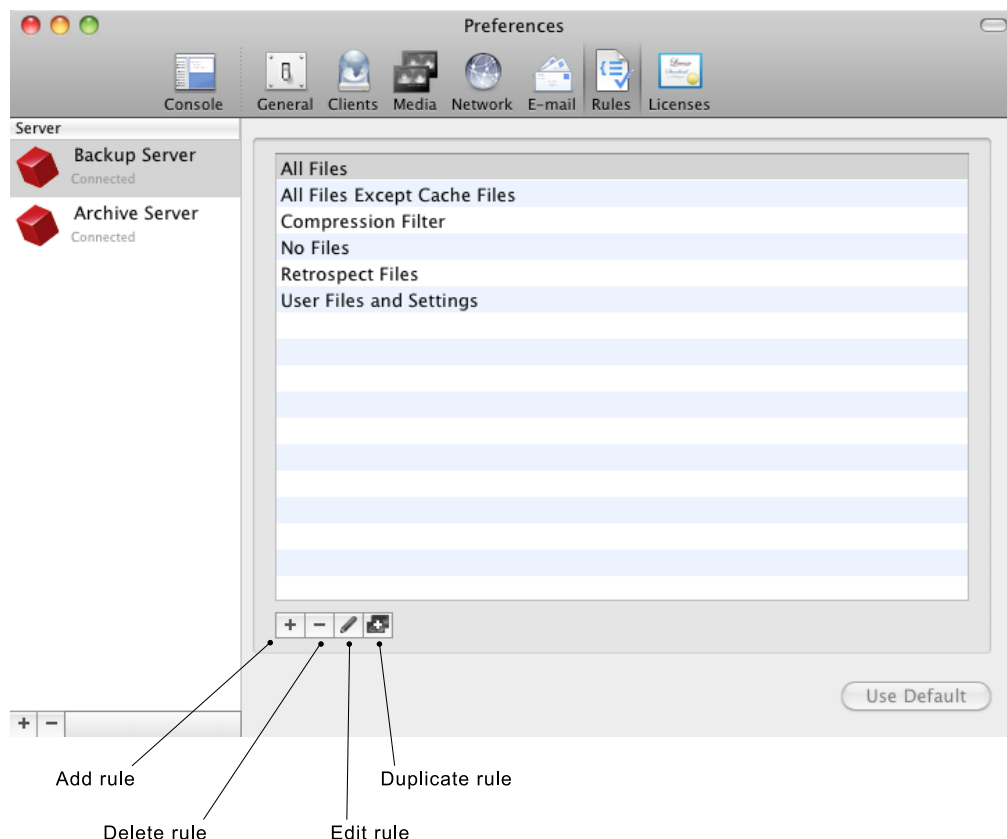 Preferences
Console General Clients Media Network E-mail Rules Licenses
Server
Backup Server
Connected
Archive Server
Connected
All Files
All Files Except Cache Files
Compression Filter
No Files
Retrospect Files
User Files and Settings
Use Default
Add rule
Duplicate rule
Delete rule
Edit rule